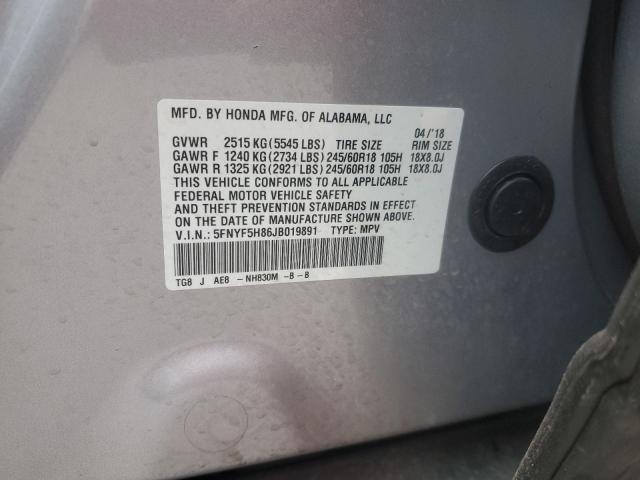 MFD. BY HONDA MFG. OF ALABAMA, LLC
04/'18
GVWR 2515 KG (5545 LBS) TIRE SIZE RIM SIZE
GAWR F 1240 KG (2734 LBS) 245/60R18 105H 18X8.0J
GAWR R 1325 KG (2921 LBS) 245/60R18 105H 18X8.0J
THIS VEHICLE CONFORMS TO ALL APPLICABLE
FEDERAL MOTOR VEHICLE SAFETY, BUMPER,
AND THEFT PREVENTION STANDARDS IN EFFECT
ON THE DATE OF MANUFACTURE SHOWN ABOVE.
V.I.N.: 5FNYF5H86JB019891 TYPE: MPV
TG8 J AE8 -NH830M -B-B